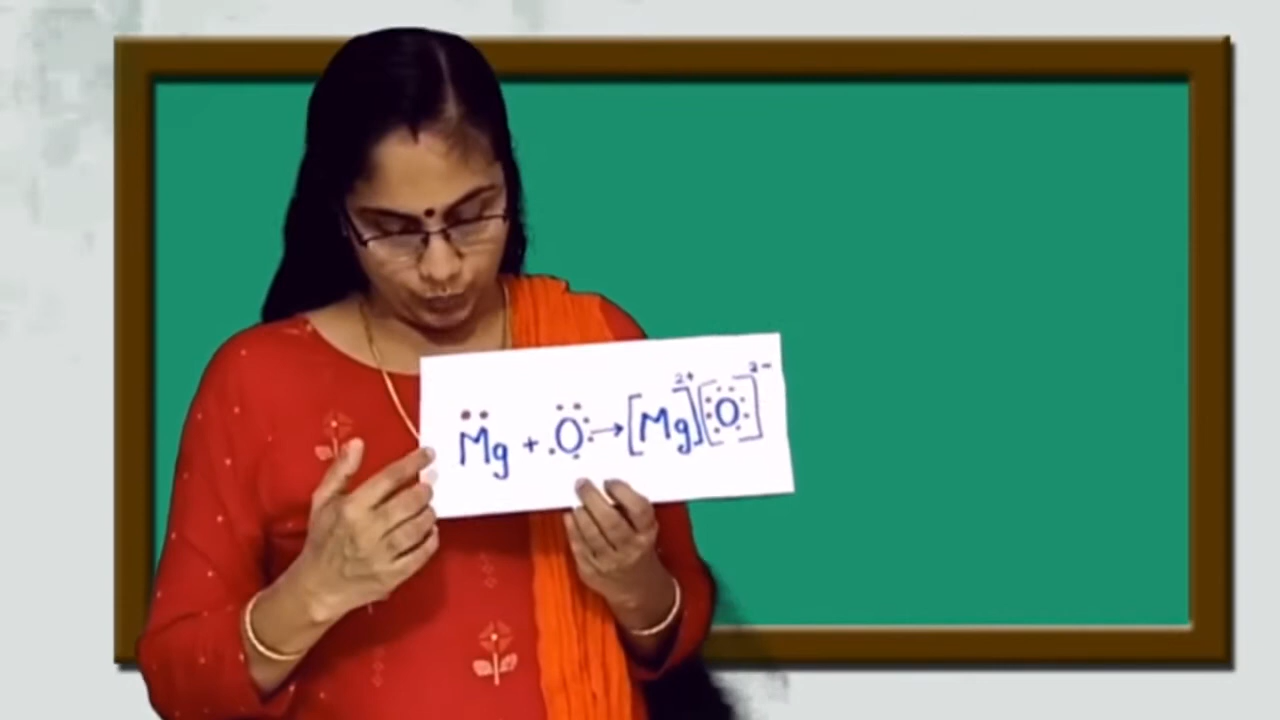 Mg + O → [Mg]²⁺[O]²⁻